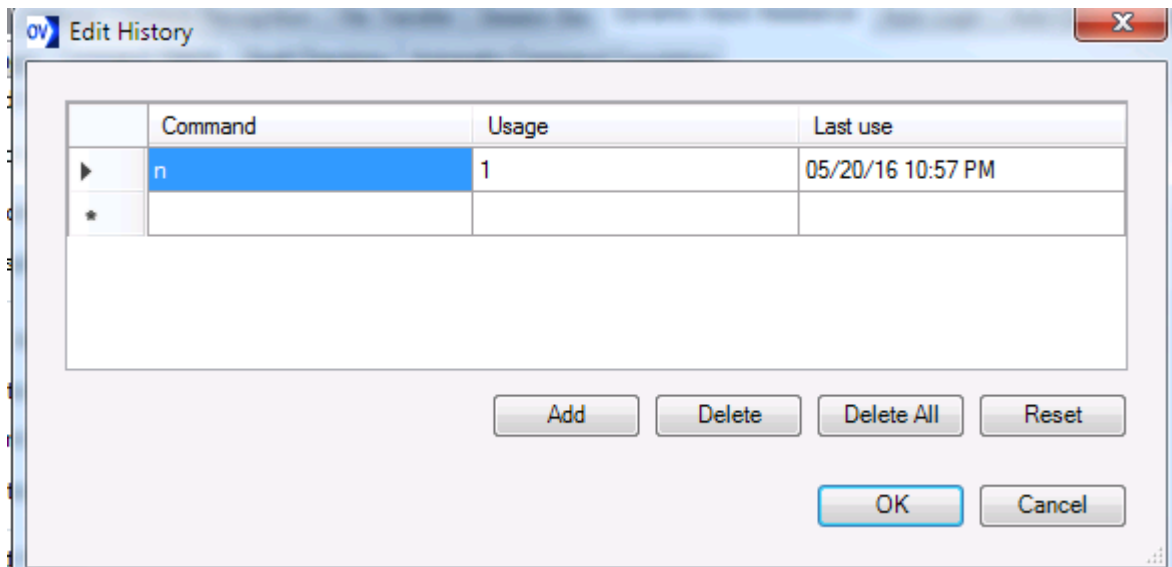 OV Edit History
Command Usage Last use
n 1 05/20/16 10:57 PM
*
Add Delete Delete All Reset
OK Cancel